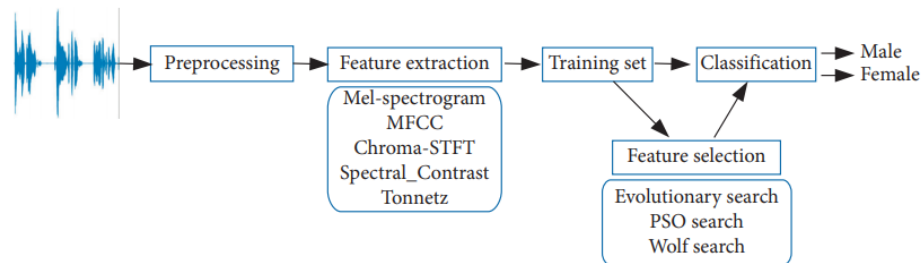 Preprocessing
Feature extraction
Mel-spectrogram
MFCC
Chroma-STFT
Spectral_Contrast
Tonnetz
Training set
Classification
Male
Female
Feature selection
Evolutionary search
PSO search
Wolf search